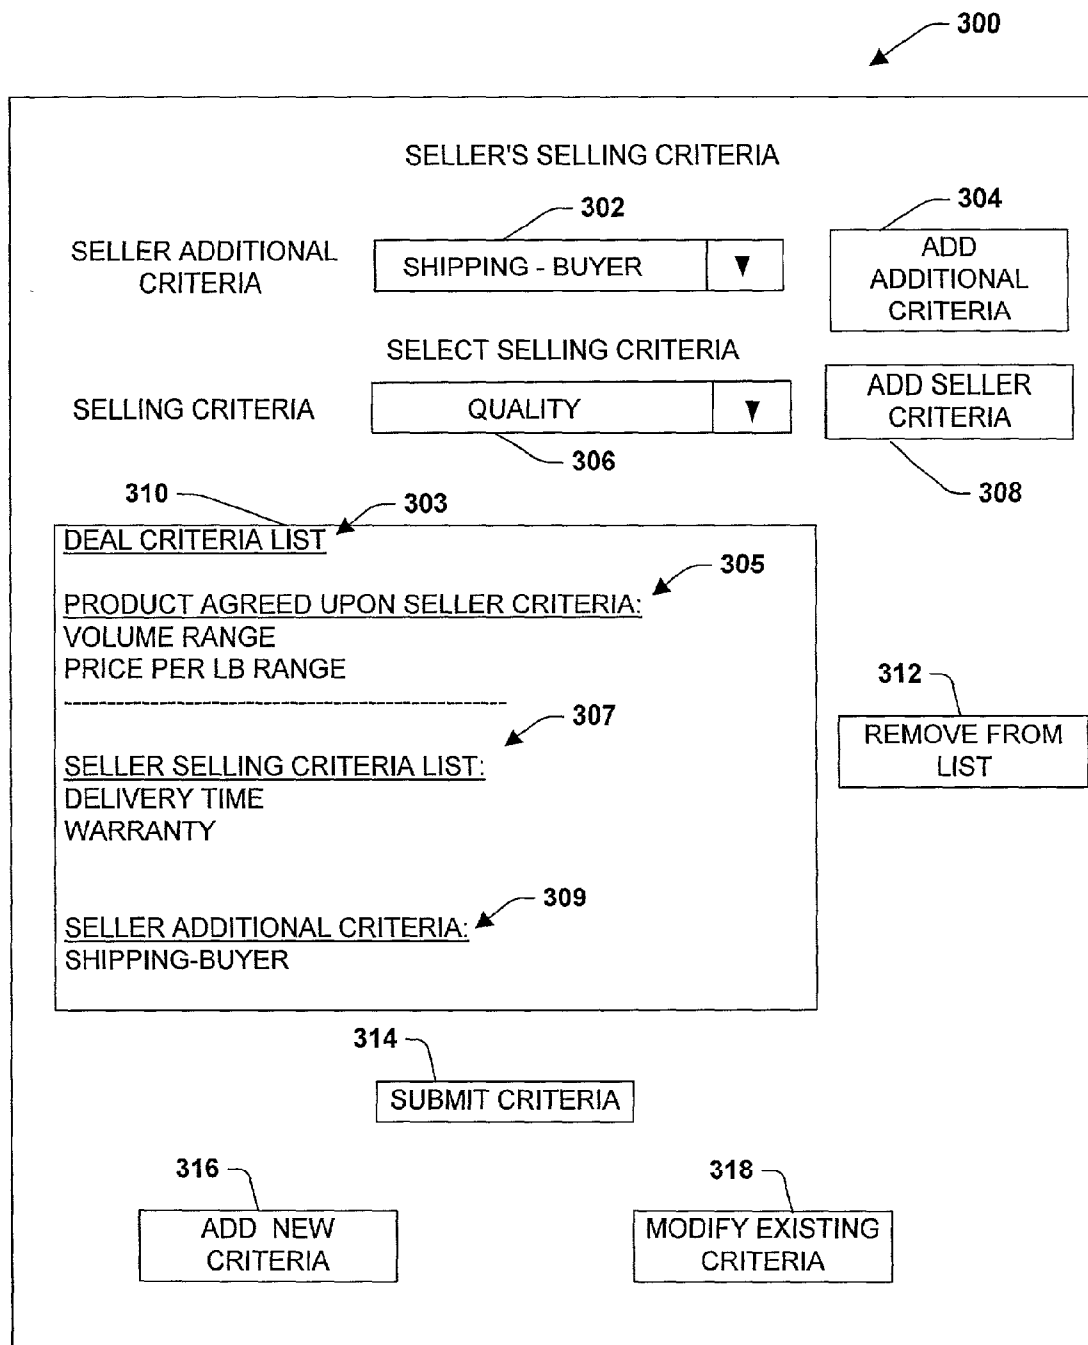 300
SELLER'S SELLING CRITERIA
302
304
SELLER ADDITIONAL
CRITERIA
SHIPPING - BUYER
ADD
ADDITIONAL
CRITERIA
SELECT SELLING CRITERIA
SELLING CRITERIA
QUALITY
ADD SELLER
CRITERIA
306
308
310
303
DEAL CRITERIA LIST
305
PRODUCT AGREED UPON SELLER CRITERIA:
VOLUME RANGE
PRICE PER LB RANGE
312
REMOVE FROM
LIST
307
SELLER SELLING CRITERIA LIST:
DELIVERY TIME
WARRANTY
309
SELLER ADDITIONAL CRITERIA:
SHIPPING-BUYER
314
SUBMIT CRITERIA
316
ADD NEW
CRITERIA
318
MODIFY EXISTING
CRITERIA